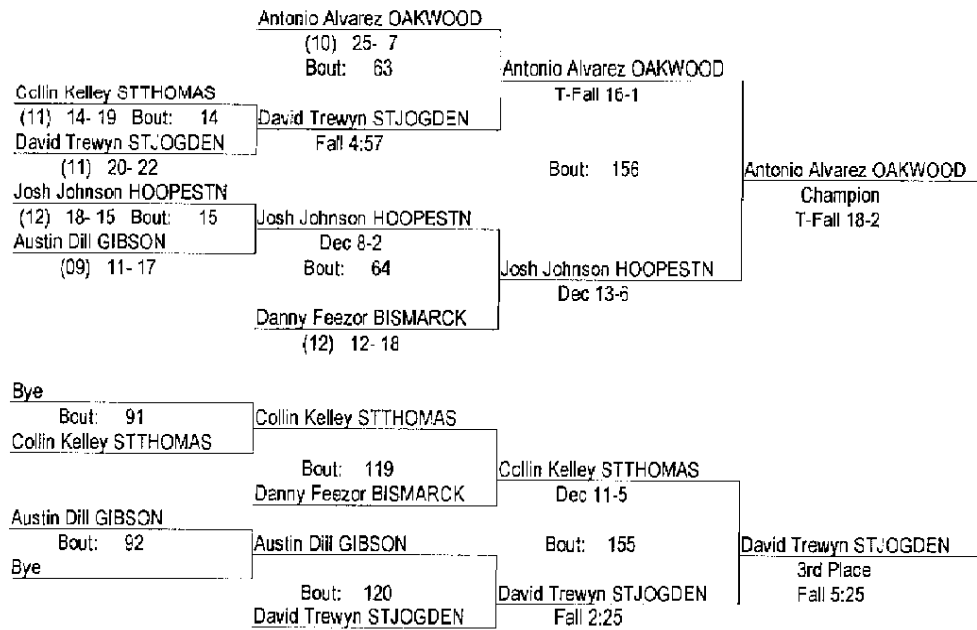 Antonio Alvarez OAKWOOD
(10) 25- 7
Bout: 63
Antonio Alvarez OAKWOOD
T-Fall 16-1
Collin Kelley STTHOMAS
(11) 14- 19 Bout: 14
David Trewyn STJOGDEN
Fall 4:57
David Trewyn STJOGDEN
(11) 20- 22
Bout: 156
Antonio Alvarez OAKWOOD
Champion
T-Fall 18-2
Josh Johnson HOOPESTN
(12) 18- 15 Bout: 15
Josh Johnson HOOPESTN
Dec 8-2
Austin Dill GIBSON
(09) 11- 17
Bout: 64
Josh Johnson HOOPESTN
Dec 13-6
Danny Feezor BISMARCK
(12) 12- 18
Bye
Bout: 91
Collin Kelley STTHOMAS
Collin Kelley STTHOMAS
Bout: 119
Collin Kelley STTHOMAS
Danny Feezor BISMARCK
Dec 11-5
Austin Dill GIBSON
Bout: 92
Austin Dill GIBSON
Bout: 155
David Trewyn STJOGDEN
Bye
3rd Place
Fall 5:25
Bout: 120
David Trewyn STJOGDEN
David Trewyn STJOGDEN
Fall 2:25